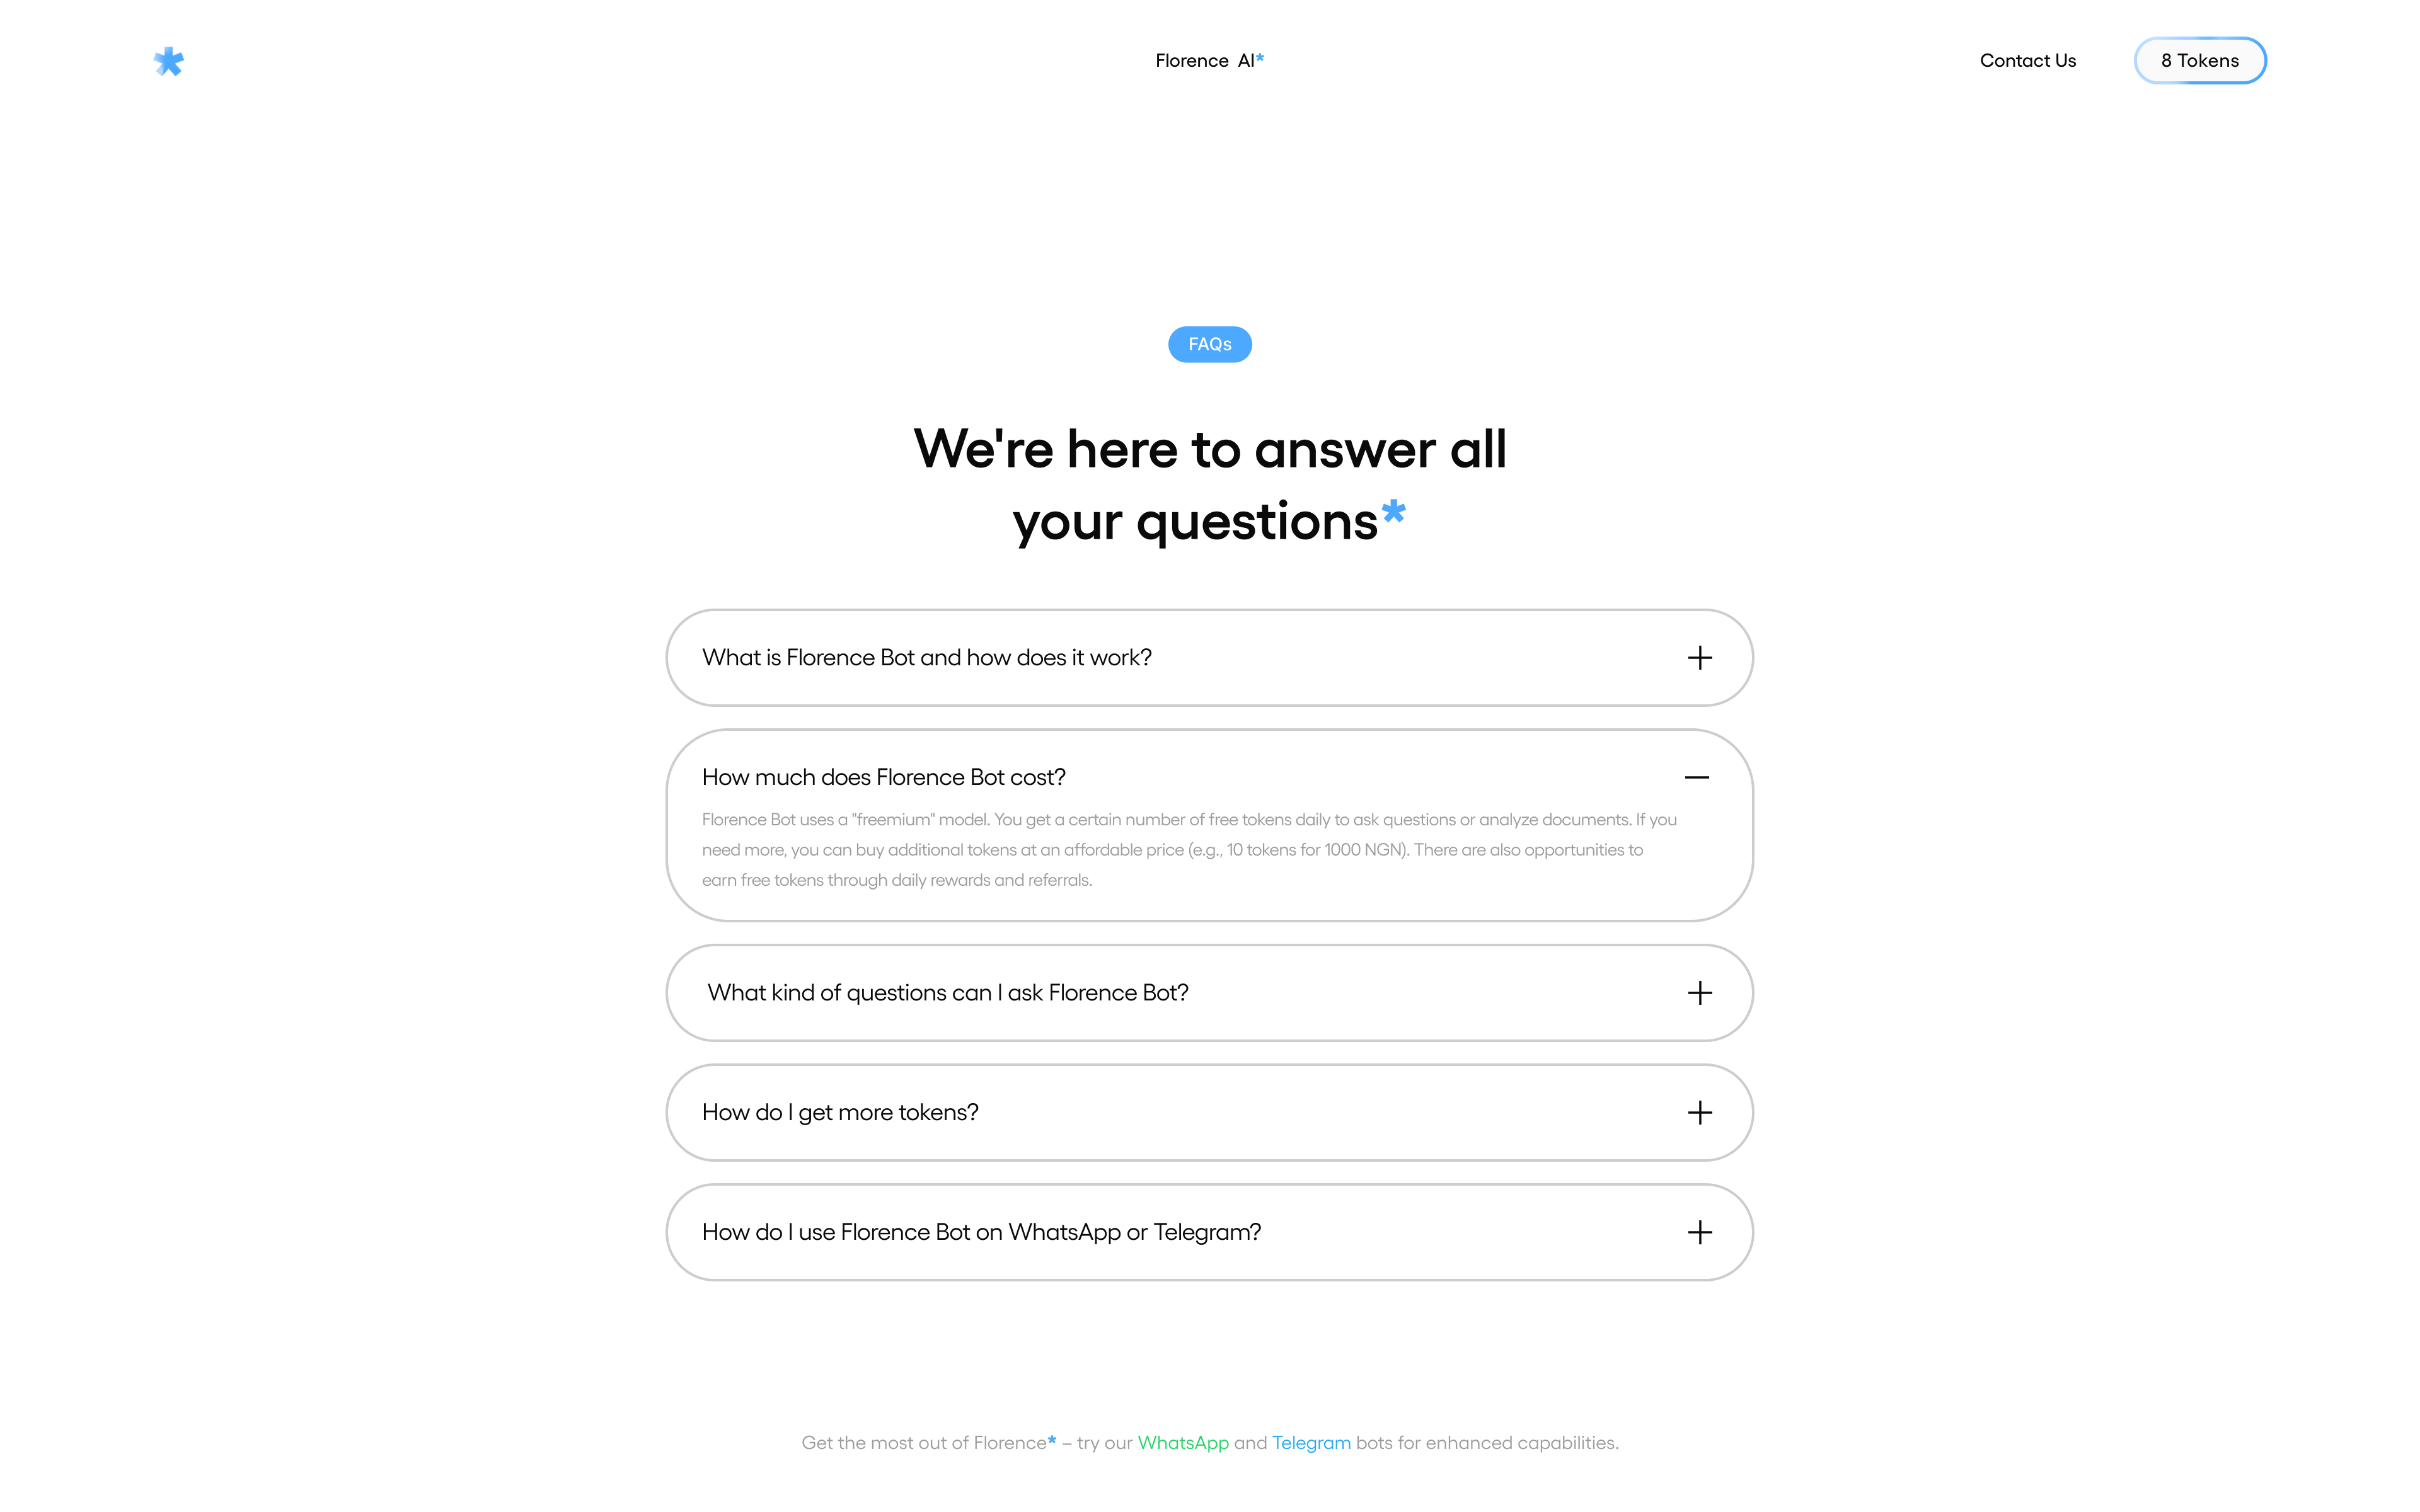 Florence AI*
Contact Us
8 Tokens
FAQs
We're here to answer all
your questions*
What is Florence Bot and how does it work?
How much does Florence Bot cost?
Florence Bot uses a "freemium" model. You get a certain number of free tokens daily to ask questions or analyze documents. If you
need more, you can buy additional tokens at an affordable price (e.g., 10 tokens for 1000 NGN). There are also opportunities to
earn free tokens through daily rewards and referrals.
What kind of questions can I ask Florence Bot?
How do I get more tokens?
How do I use Florence Bot on WhatsApp or Telegram?
Get the most out of Florence* – try our WhatsApp and Telegram bots for enhanced capabilities.